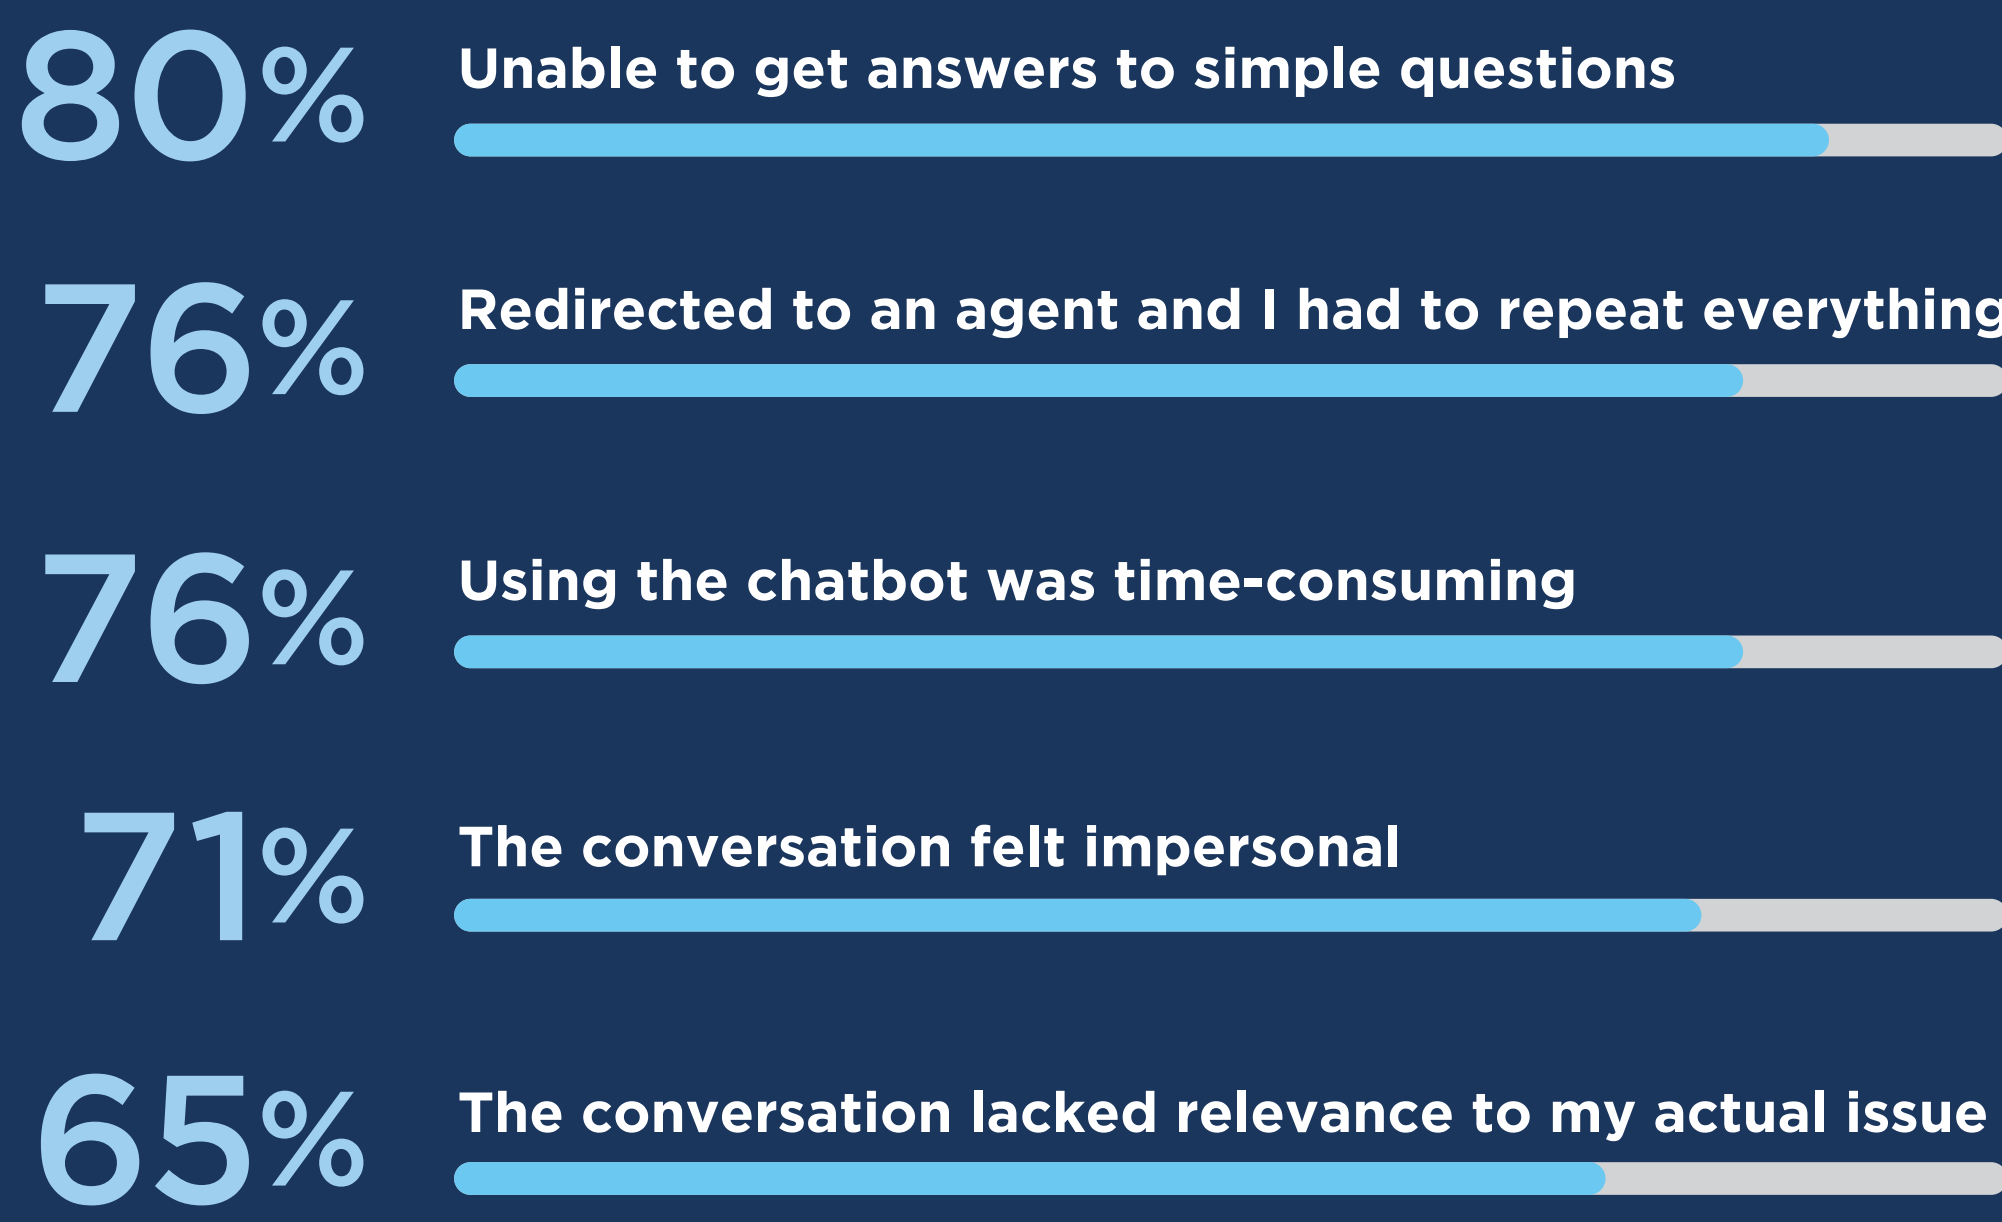 80% Unable to get answers to simple questions
76% Redirected to an agent and I had to repeat everything
76% Using the chatbot was time-consuming
71% The conversation felt impersonal
65% The conversation lacked relevance to my actual issue